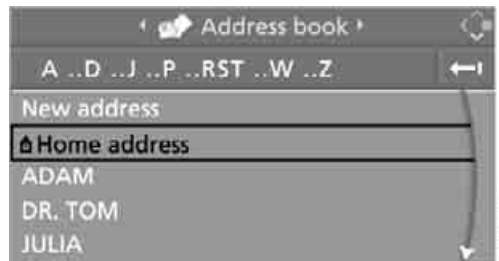 Address book
A ..D ..J ..P ..RST ..W ..Z
New address
Home address
ADAM
DR. TOM
JULIA